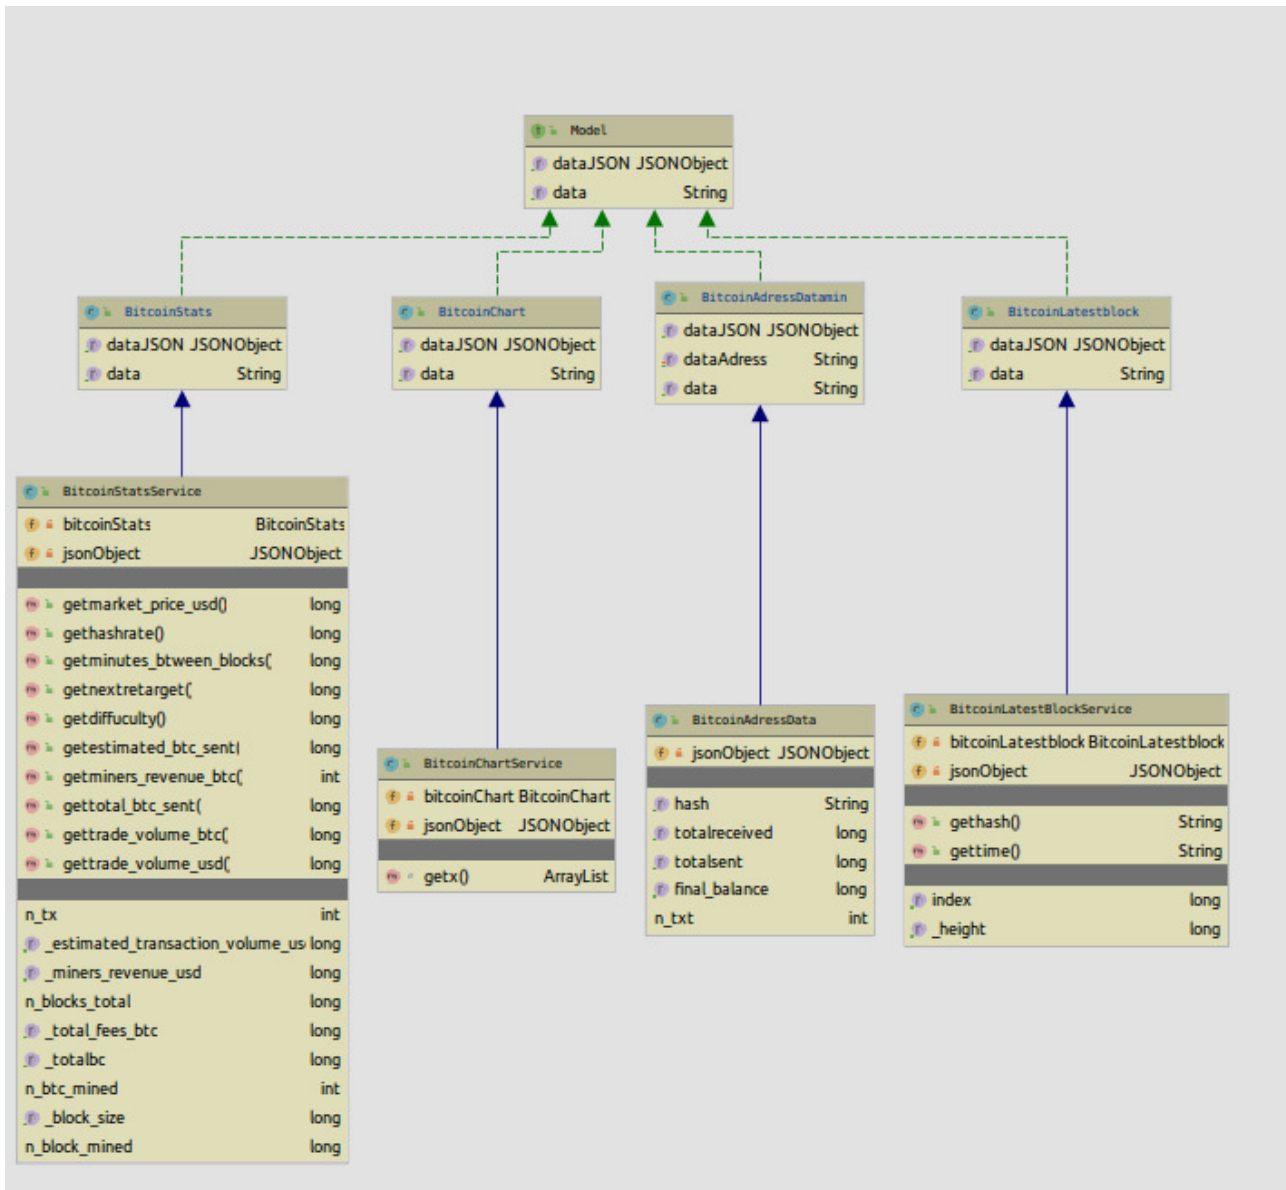 Model
dataJSON JSONObject
data String
BitcoinStats
dataJSON JSONObject
data String
BitcoinChart
dataJSON JSONObject
data String
BitcoinAdressDatamin
dataJSON JSONObject
dataAdress String
data String
BitcoinLatestblock
dataJSON JSONObject
data String
BitcoinStatsService
bitcoinStats BitcoinStats
jsonObject JSONObject
getmarket_price_usd() long
gethashrate() long
getminutes_btween_blocks( long
getnextretarget( long
getdiffuculty() long
getestimated_btc_sent( long
getminers_revenue_btc( int
gettotal_btc_sent( long
gettrade_volume_btc( long
gettrade_volume_usd( long
n_tx int
_estimated_transaction_volume_us long
_miners_revenue_usd long
n_blocks_total long
_total_fees_btc long
_totalbc long
n_btc_mined int
_block_size long
n_block_mined long
BitcoinChartService
bitcoinChart BitcoinChart
jsonObject JSONObject
getx() ArrayList
BitcoinAdressData
jsonObject JSONObject
hash String
totalreceived long
totalsent long
final_balance long
n_txt int
BitcoinLatestBlockService
bitcoinLatestblock BitcoinLatestblock
jsonObject JSONObject
gethash() String
gettime() String
index long
_height long